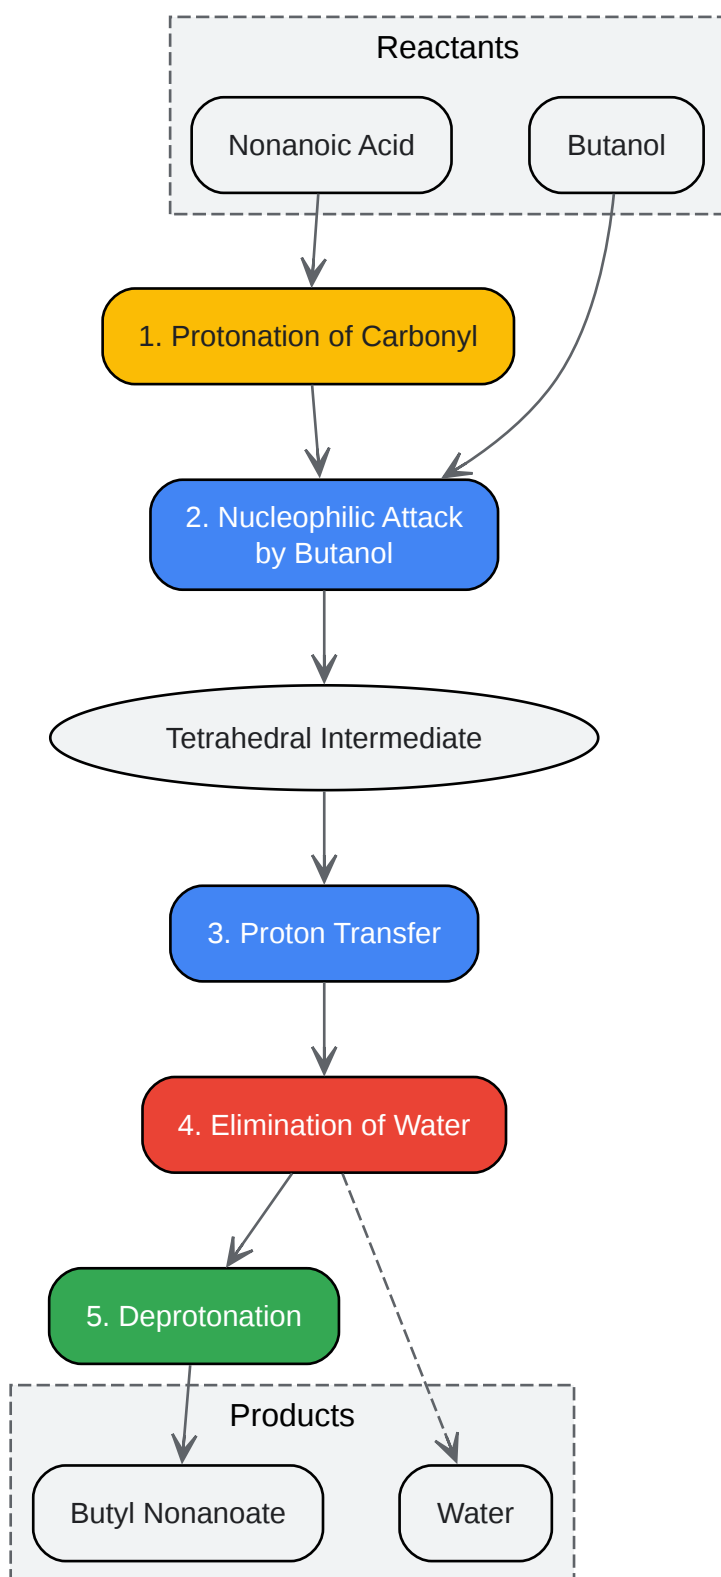 Reactants
Nonanoic Acid
Butanol
1. Protonation of Carbonyl
2. Nucleophilic Attack
by Butanol
Tetrahedral Intermediate
3. Proton Transfer
4. Elimination of Water
5. Deprotonation
Products
Butyl Nonanoate
Water